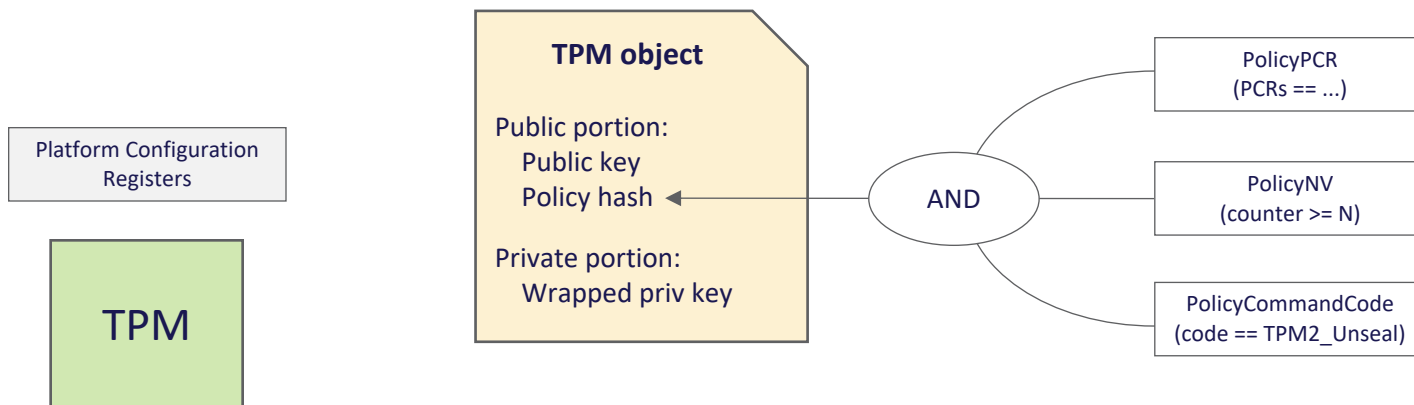 Platform Configuration
Registers
TPM
TPM object
Public portion:
Public key
Policy hash
Private portion:
Wrapped priv key
AND
PolicyPCR
(PCRs == ...)
PolicyNV
(counter >= N)
PolicyCommandCode
(code == TPM2_Unseal)